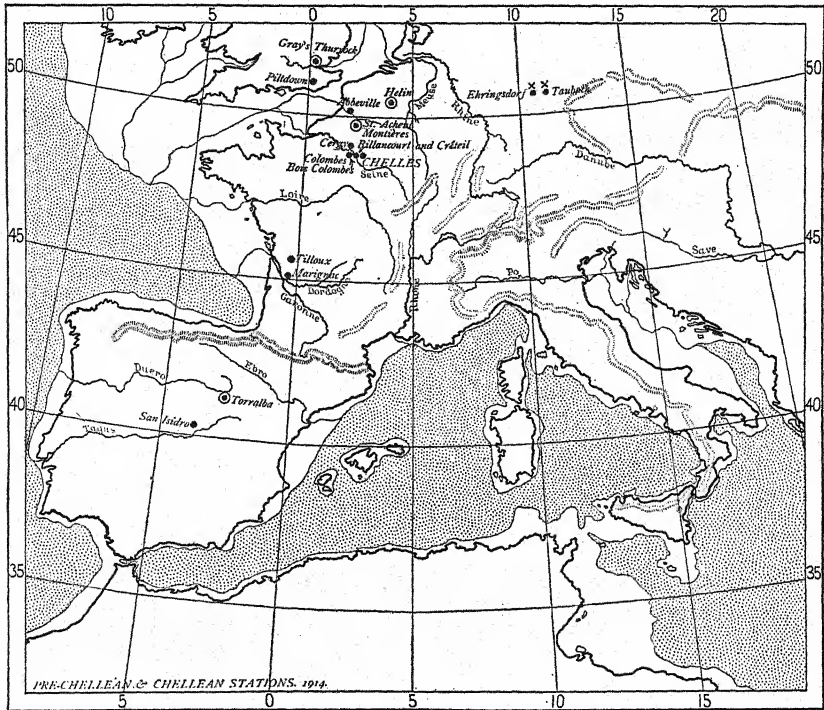 10 5 0 5 10 15 20
Gray's Thurrock
50
50
Piltdown
Helin
Ehringsdorf
Taubach
Abbeville
Meuse
Rhine
St. Acheul
Montières
Cergy
Billancourt and Créteil
Colombes
CHELLES
Bois Colombes
Seine
Danube
Loire
45
45
Save
Tilloux
Marignac
Po
Dordogne
Garonne
Rhone
Ebro
Duero
40
Torralba
40
San Isidro
Tagus
35
35
PRE-CHELLEAN & CHELLEAN STATIONS. 1914.
5 0 5 10 15